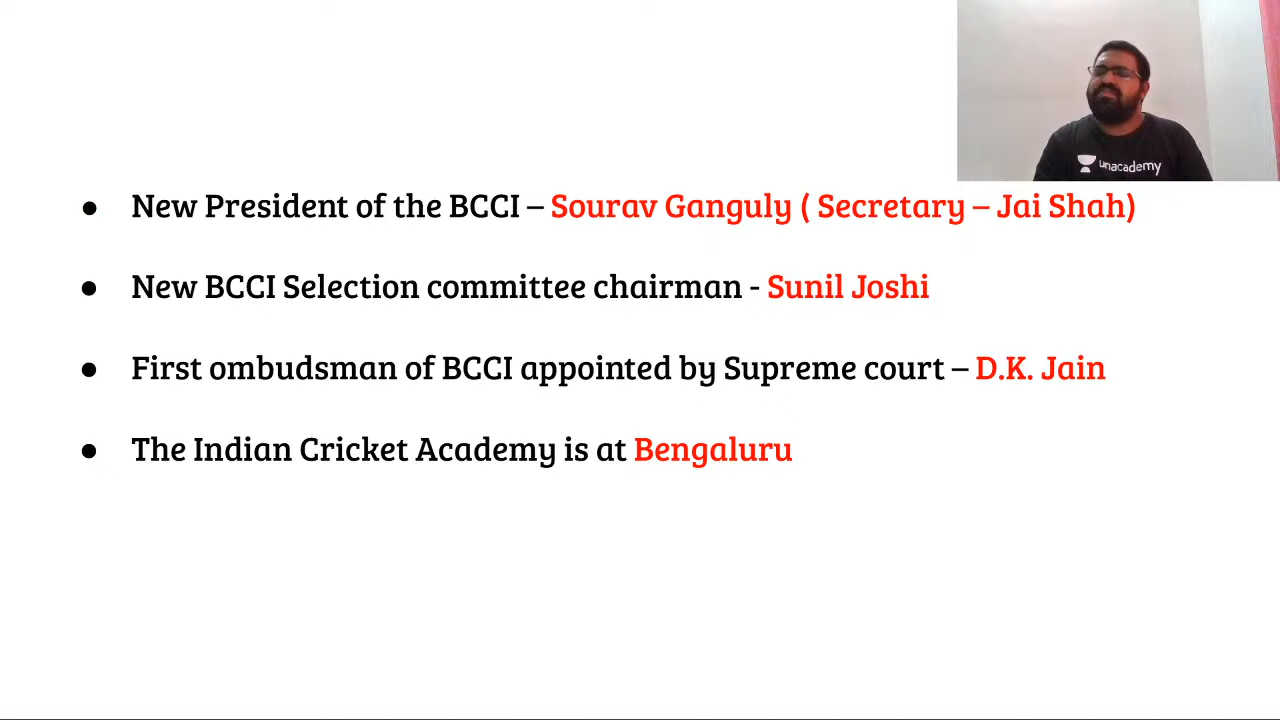 unacademy
● New President of the BCCI – Sourav Ganguly ( Secretary – Jai Shah)
● New BCCI Selection committee chairman - Sunil Joshi
● First ombudsman of BCCI appointed by Supreme court – D.K. Jain
● The Indian Cricket Academy is at Bengaluru